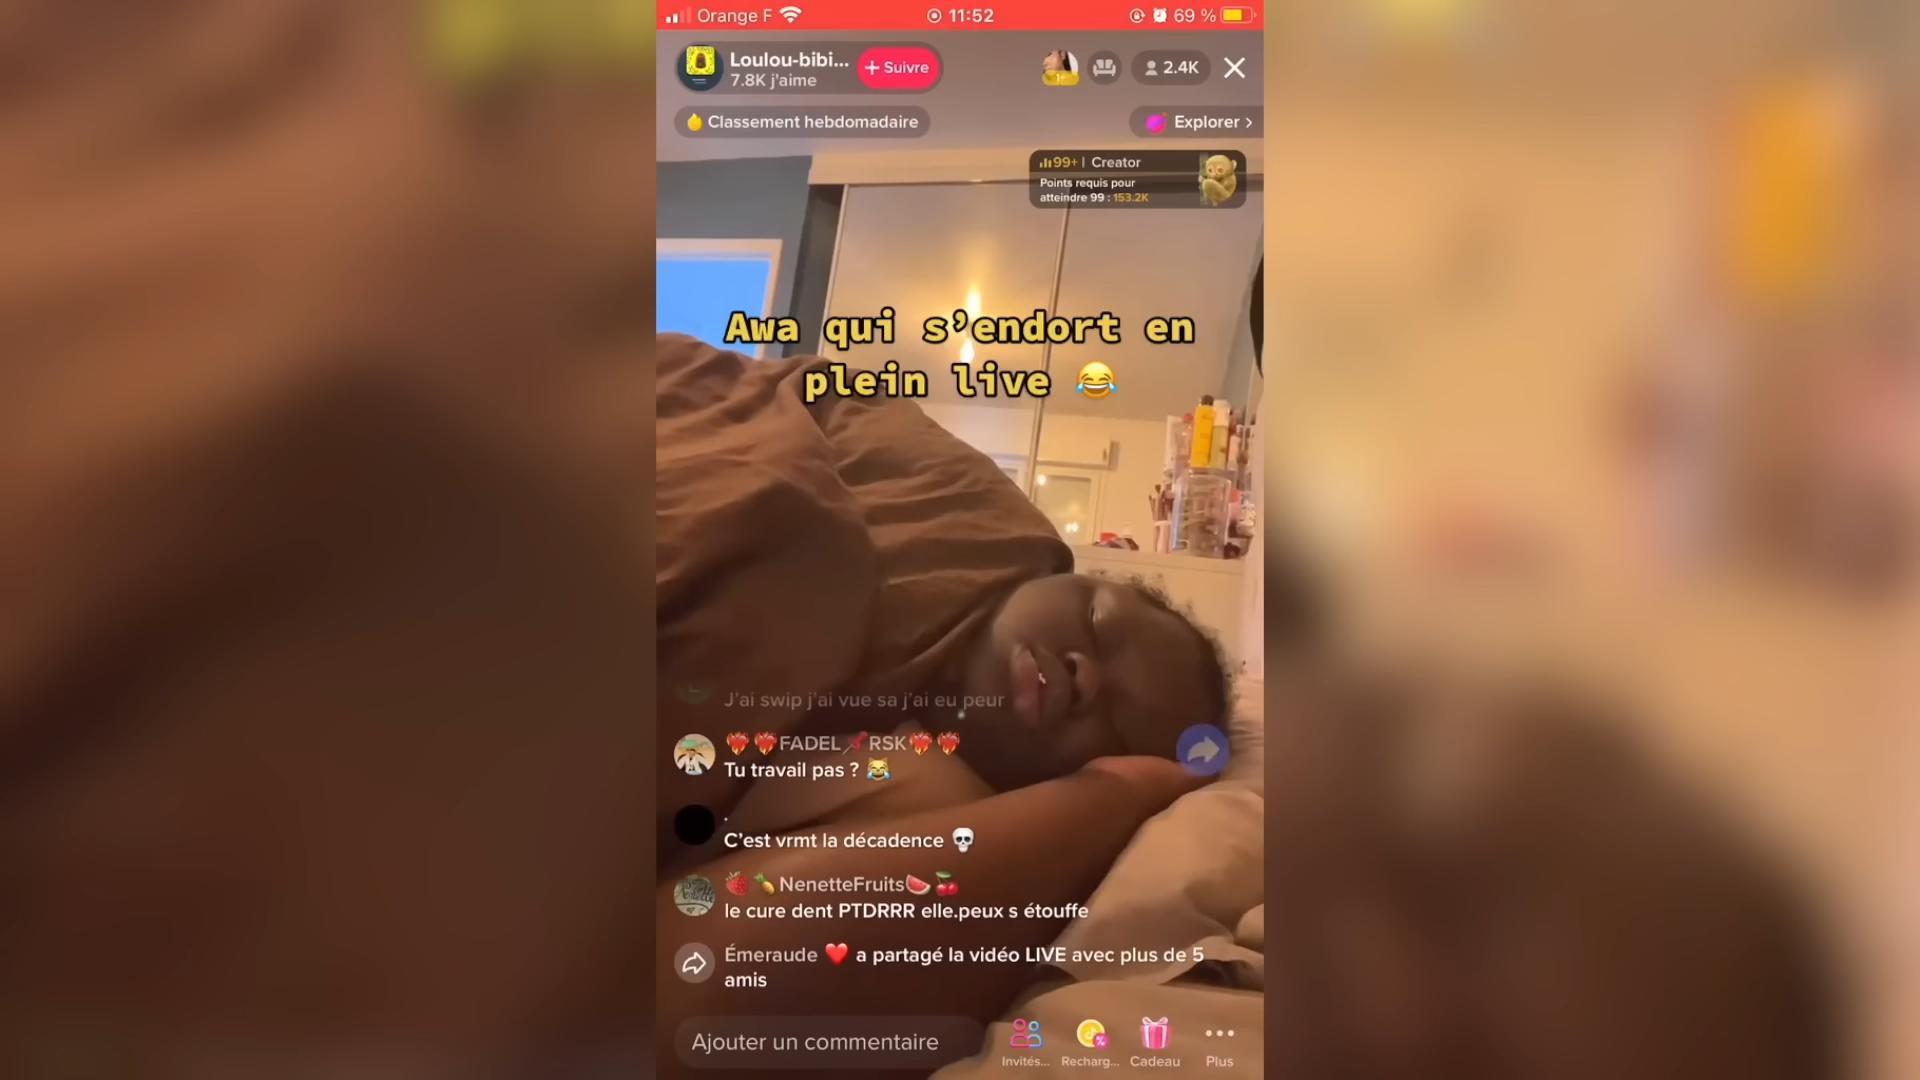 Orange F
11:52
69 %
Loulou-bibi...
7.8K j'aime
+ Suivre
1+
2.4K
Classement hebdomadaire
Explorer >
99+ | Creator
Points requis pour
atteindre 99 : 153.2K
Awa qui s’endort en
plein live 😂
J’ai swip j’ai vue sa j’ai eu peur
❤️‍🔥❤️‍🔥FADEL📌RSK❤️‍🔥❤️‍🔥
Tu travail pas ? 😹
.
C’est vrmt la décadence 💀
🍓🍍NenetteFruits🍉🍒
le cure dent PTDRRR elle.peux s étouffe
Émeraude ❤️ a partagé la vidéo LIVE avec plus de 5
amis
Ajouter un commentaire
Invités...
Recharg...
Cadeau
Plus